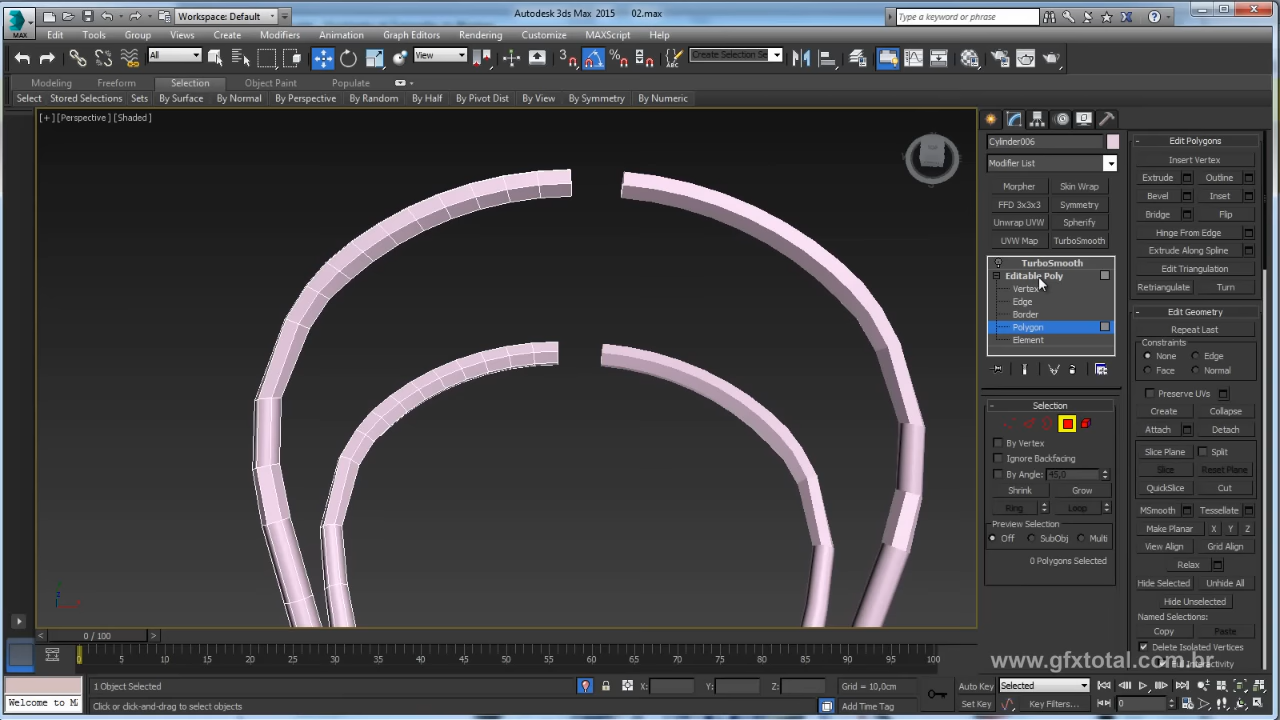 Autodesk 3ds Max 2015 02.max
Workspace: Default
Type a keyword or phrase
MAX
Edit Tools Group Views Create Modifiers Animation Graph Editors Rendering Customize MAXScript Help
All
View
Create Selection Se
Modeling Freeform Selection Object Paint Populate
Select Stored Selections Sets By Surface By Normal By Perspective By Random By Half By Pivot Dist By View By Symmetry By Numeric
[+] [Perspective] [Shaded]
Cylinder006
Modifier List
Morpher Skin Wrap
FFD 3x3x3 Symmetry
Unwrap UVW Spherify
UVW Map TurboSmooth
TurboSmooth
Editable Poly
Vertex
Edge
Border
Polygon
Element
Selection
By Vertex
Ignore Backfacing
By Angle: 45,0
Shrink Grow
Ring Loop
Preview Selection
Off SubObj Multi
0 Polygons Selected
Edit Polygons
Insert Vertex
Extrude Outline
Bevel Inset
Bridge Flip
Hinge From Edge
Extrude Along Spline
Edit Triangulation
Retriangulate Turn
Edit Geometry
Repeat Last
Constraints
None Edge
Face Normal
Preserve UVs
Create Collapse
Attach Detach
Slice Plane Split
Slice Reset Plane
QuickSlice Cut
MSmooth Tessellate
Make Planar X Y Z
View Align Grid Align
Relax
Hide Selected Unhide All
Hide Unselected
Named Selections:
Copy Paste
Delete Isolated Vertices
Full Interactivity
www.gfxtotal.com.br
< 0 / 100 >
0 5 10 15 20 25 30 35 40 45 50 55 60 65 70 75 80 85 90 95 100
1 Object Selected
X: Y: Z: Grid = 10,0cm
Auto Key Selected
Welcome to M
Click or click-and-drag to select objects
Add Time Tag
Set Key Key Filters... 0